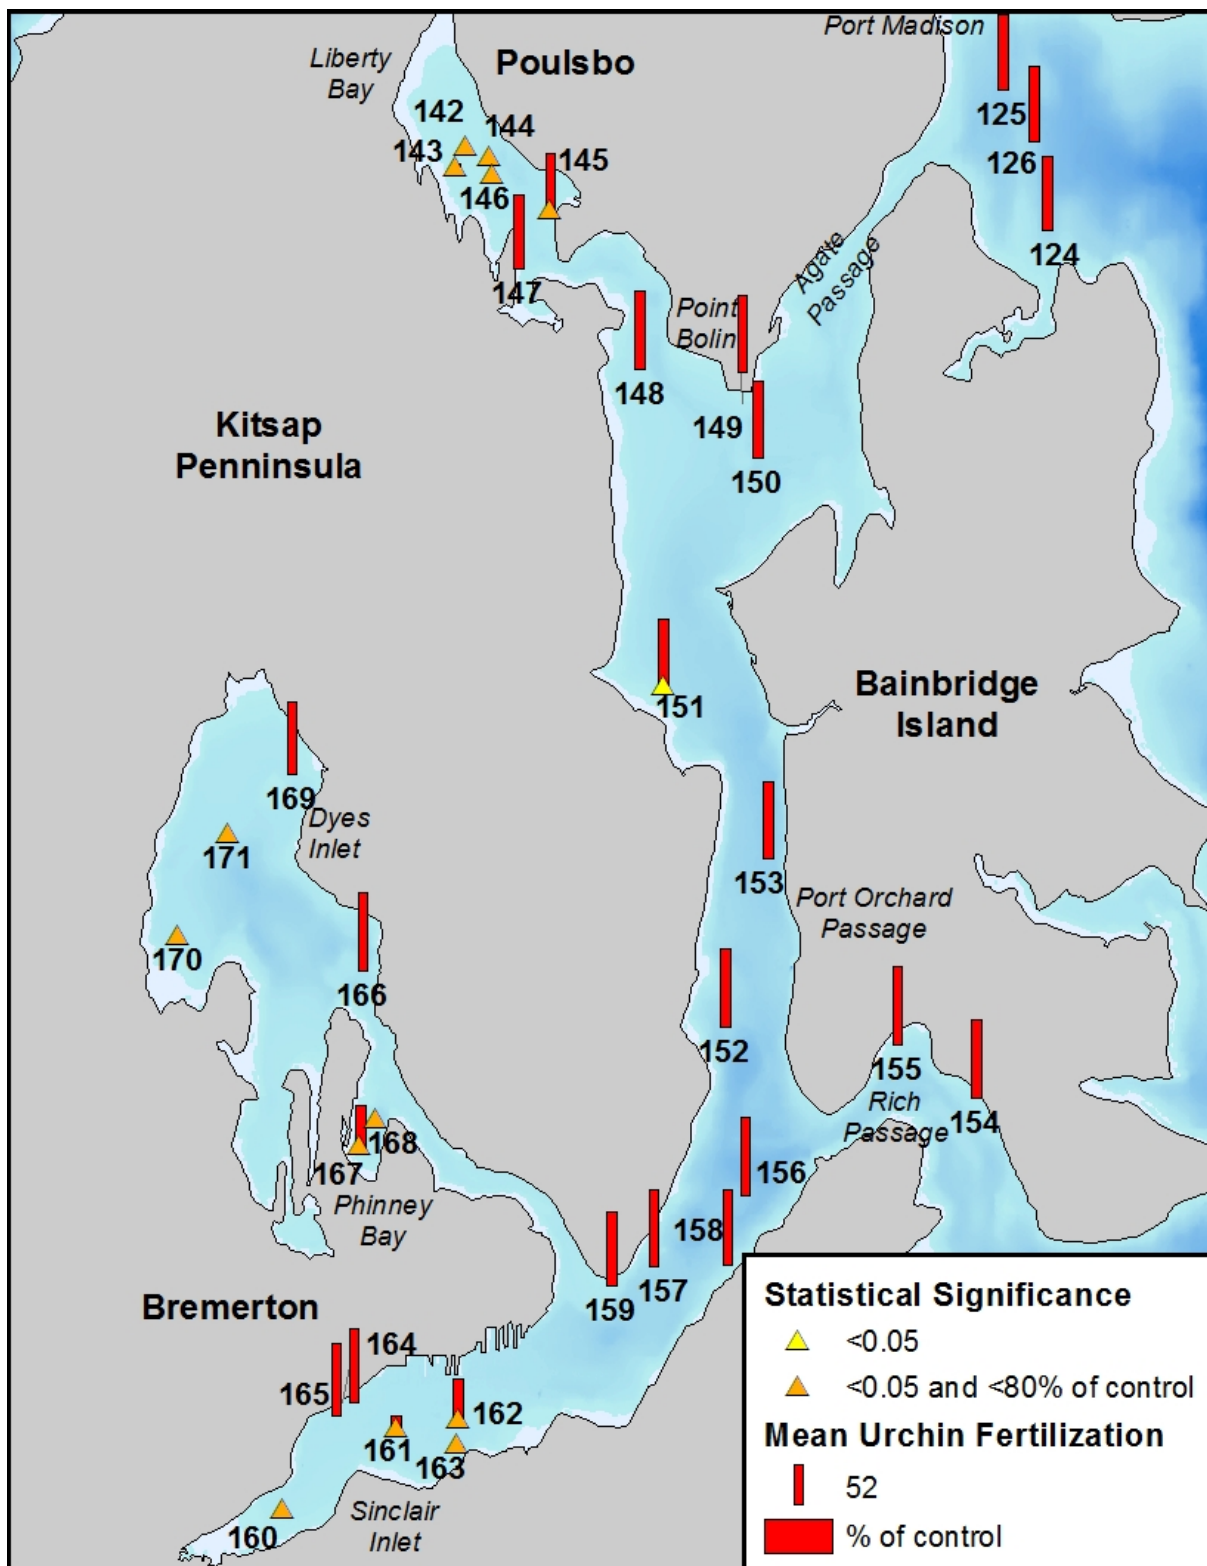 Port Madison
Liberty
Bay
Poulsbo
142
144
125
143
145
126
146
124
147
Agate
Passage
Point
Bolin
148
149
150
Kitsap
Penninsula
151
Bainbridge
Island
169
Dyes
Inlet
171
153
Port Orchard
Passage
170
166
152
155
Rich
Passage
154
168
167
156
Phinney
Bay
158
157
159
Bremerton
164
165
162
161
163
Sinclair
Inlet
160
Statistical Significance
<0.05
<0.05 and <80% of control
Mean Urchin Fertilization
52
% of control